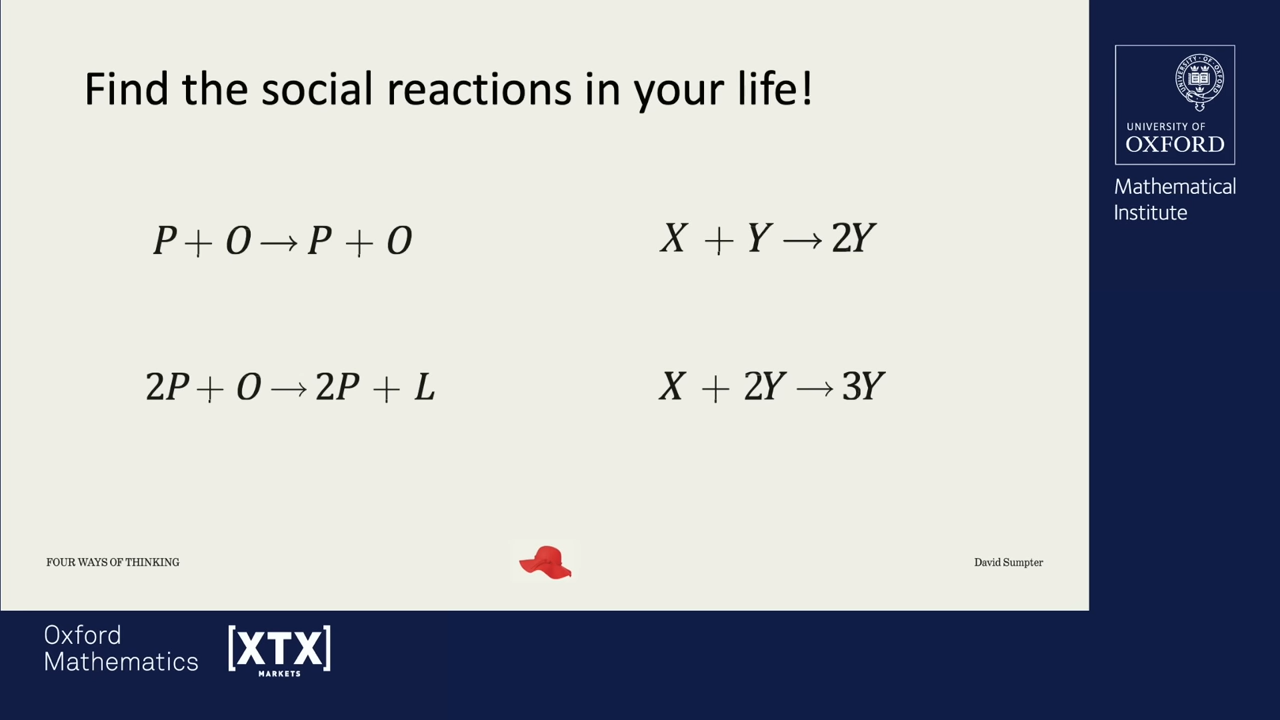 Find the social reactions in your life!
P + O → P + O
X + Y → 2Y
2P + O → 2P + L
X + 2Y → 3Y
FOUR WAYS OF THINKING
David Sumpter
UNIVERSITY OF
OXFORD
Mathematical
Institute
Oxford
Mathematics
[XTX]
MARKETS